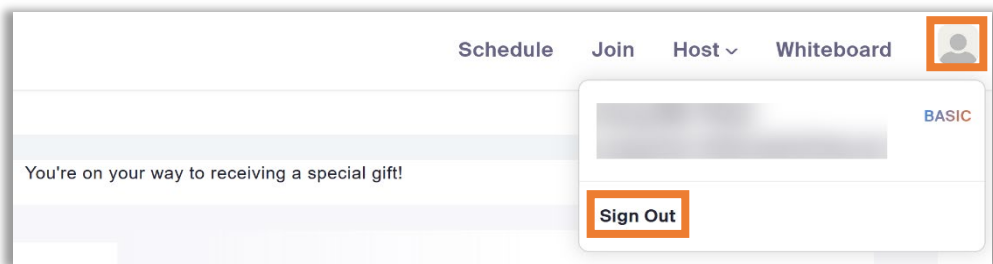 Schedule Join Host Whiteboard
BASIC
You're on your way to receiving a special gift!
Sign Out